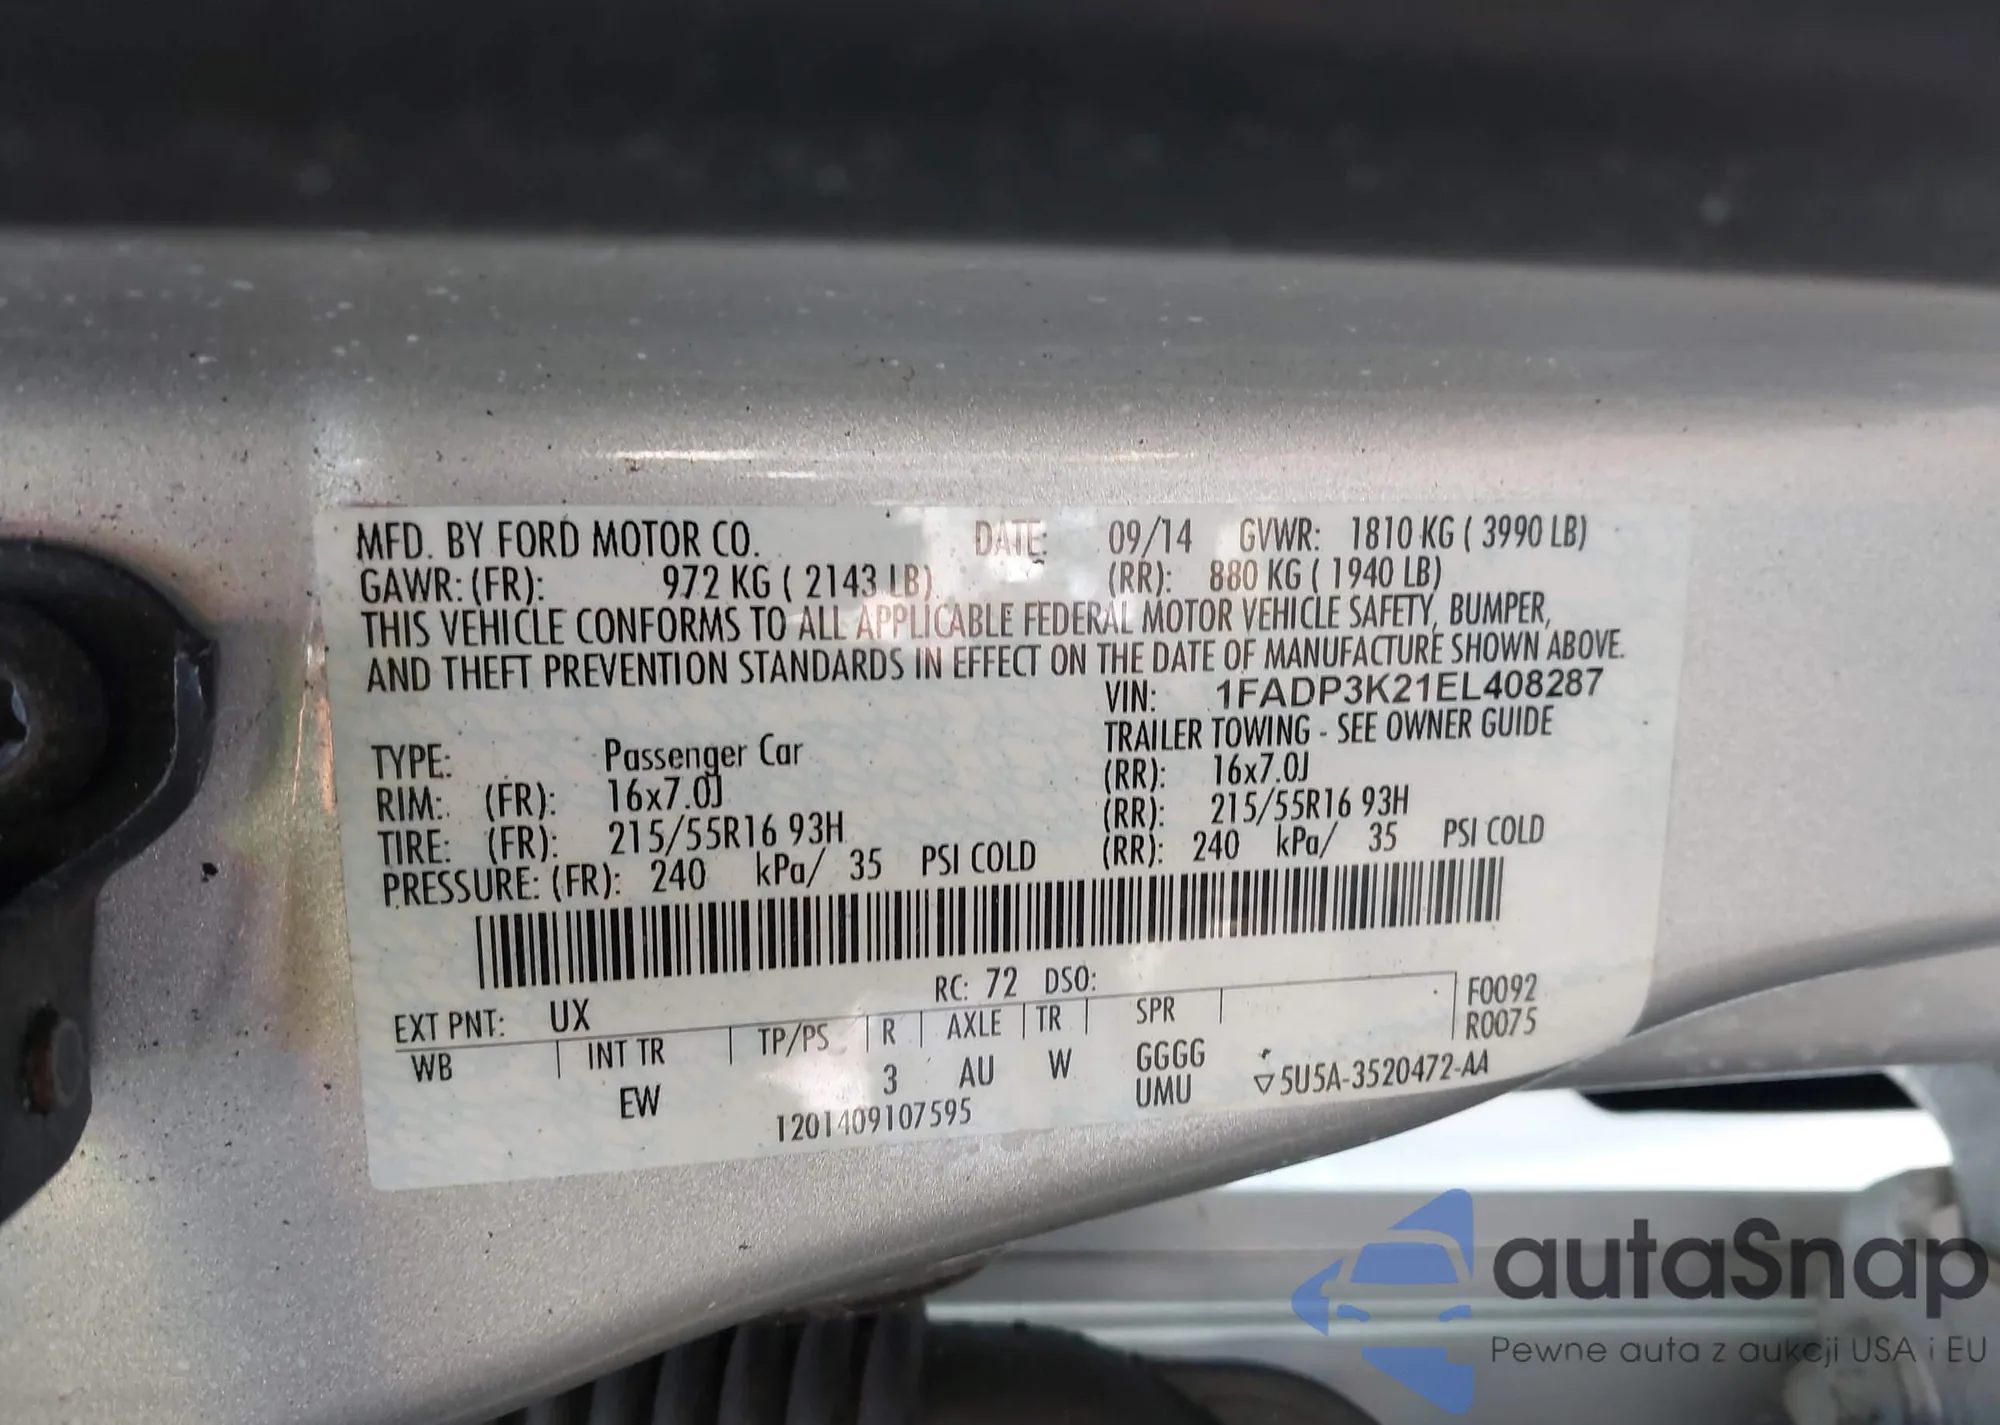 MFD. BY FORD MOTOR CO. DATE: 09/14 GVWR: 1810 KG ( 3990 LB)
GAWR: (FR): 972 KG ( 2143 LB) (RR): 880 KG ( 1940 LB)
THIS VEHICLE CONFORMS TO ALL APPLICABLE FEDERAL MOTOR VEHICLE SAFETY, BUMPER,
AND THEFT PREVENTION STANDARDS IN EFFECT ON THE DATE OF MANUFACTURE SHOWN ABOVE.
VIN: 1FADP3K21EL408287
TRAILER TOWING - SEE OWNER GUIDE
TYPE: Passenger Car
RIM: (FR): 16x7.0J (RR): 16x7.0J
TIRE: (FR): 215/55R16 93H (RR): 215/55R16 93H
PRESSURE: (FR): 240 kPa/ 35 PSI COLD (RR): 240 kPa/ 35 PSI COLD
RC: 72 DSO:
EXT PNT: UX F0092
WB INT TR TP/PS R AXLE TR SPR R0075
EW 3 AU W GGGG
UMU ▽5U5A-3520472-AA
1201409107595
autaSnap
Pewne auta z aukcji USA i EU